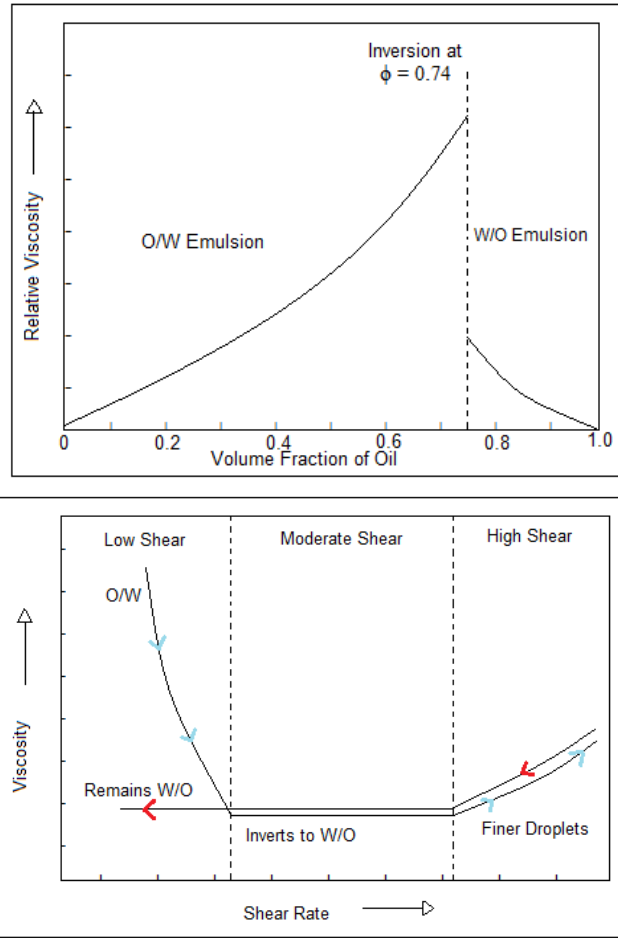 Inversion at
ϕ = 0.74
Relative Viscosity
O/W Emulsion
W/O Emulsion
0 0.2 0.4 0.6 0.8 1.0
Volume Fraction of Oil
Low Shear Moderate Shear High Shear
O/W
Viscosity
Remains W/O
Inverts to W/O
Finer Droplets
Shear Rate